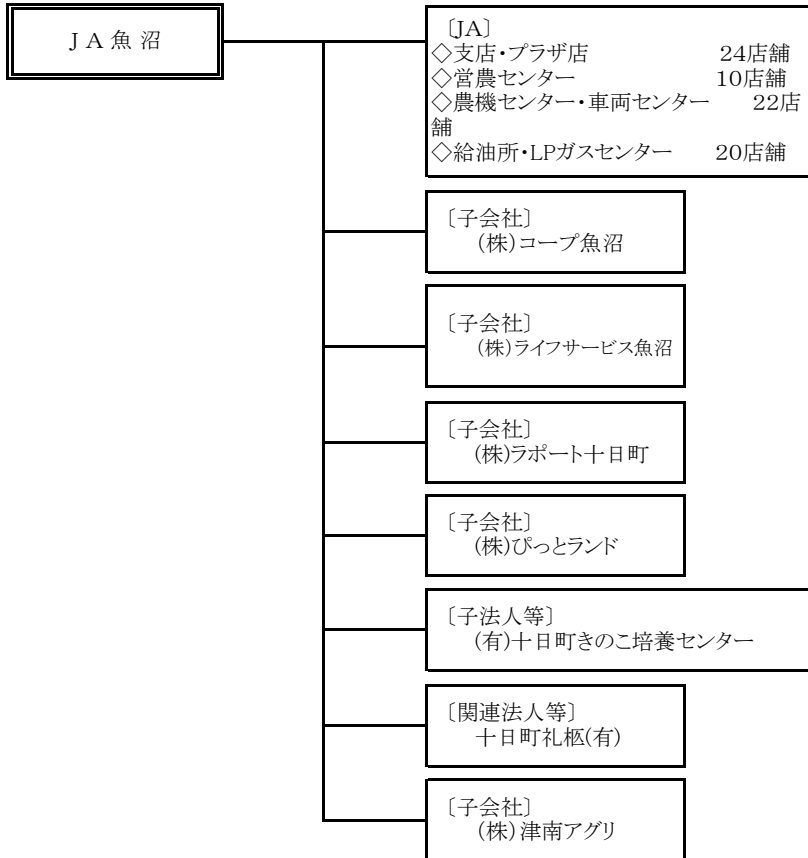 JA魚沼
〔JA〕
◇支店・プラザ店 24店舗
◇営農センター 10店舗
◇農機センター・車両センター 22店
舗
◇給油所・LPガスセンター 20店舗
〔子会社〕
(株)コープ魚沼
〔子会社〕
(株)ライフサービス魚沼
〔子会社〕
(株)ラポート十日町
〔子会社〕
(株)ぴっとランド
〔子法人等〕
(有)十日町きのこ培養センター
〔関連法人等〕
十日町礼柩(有)
〔子会社〕
(株)津南アグリ